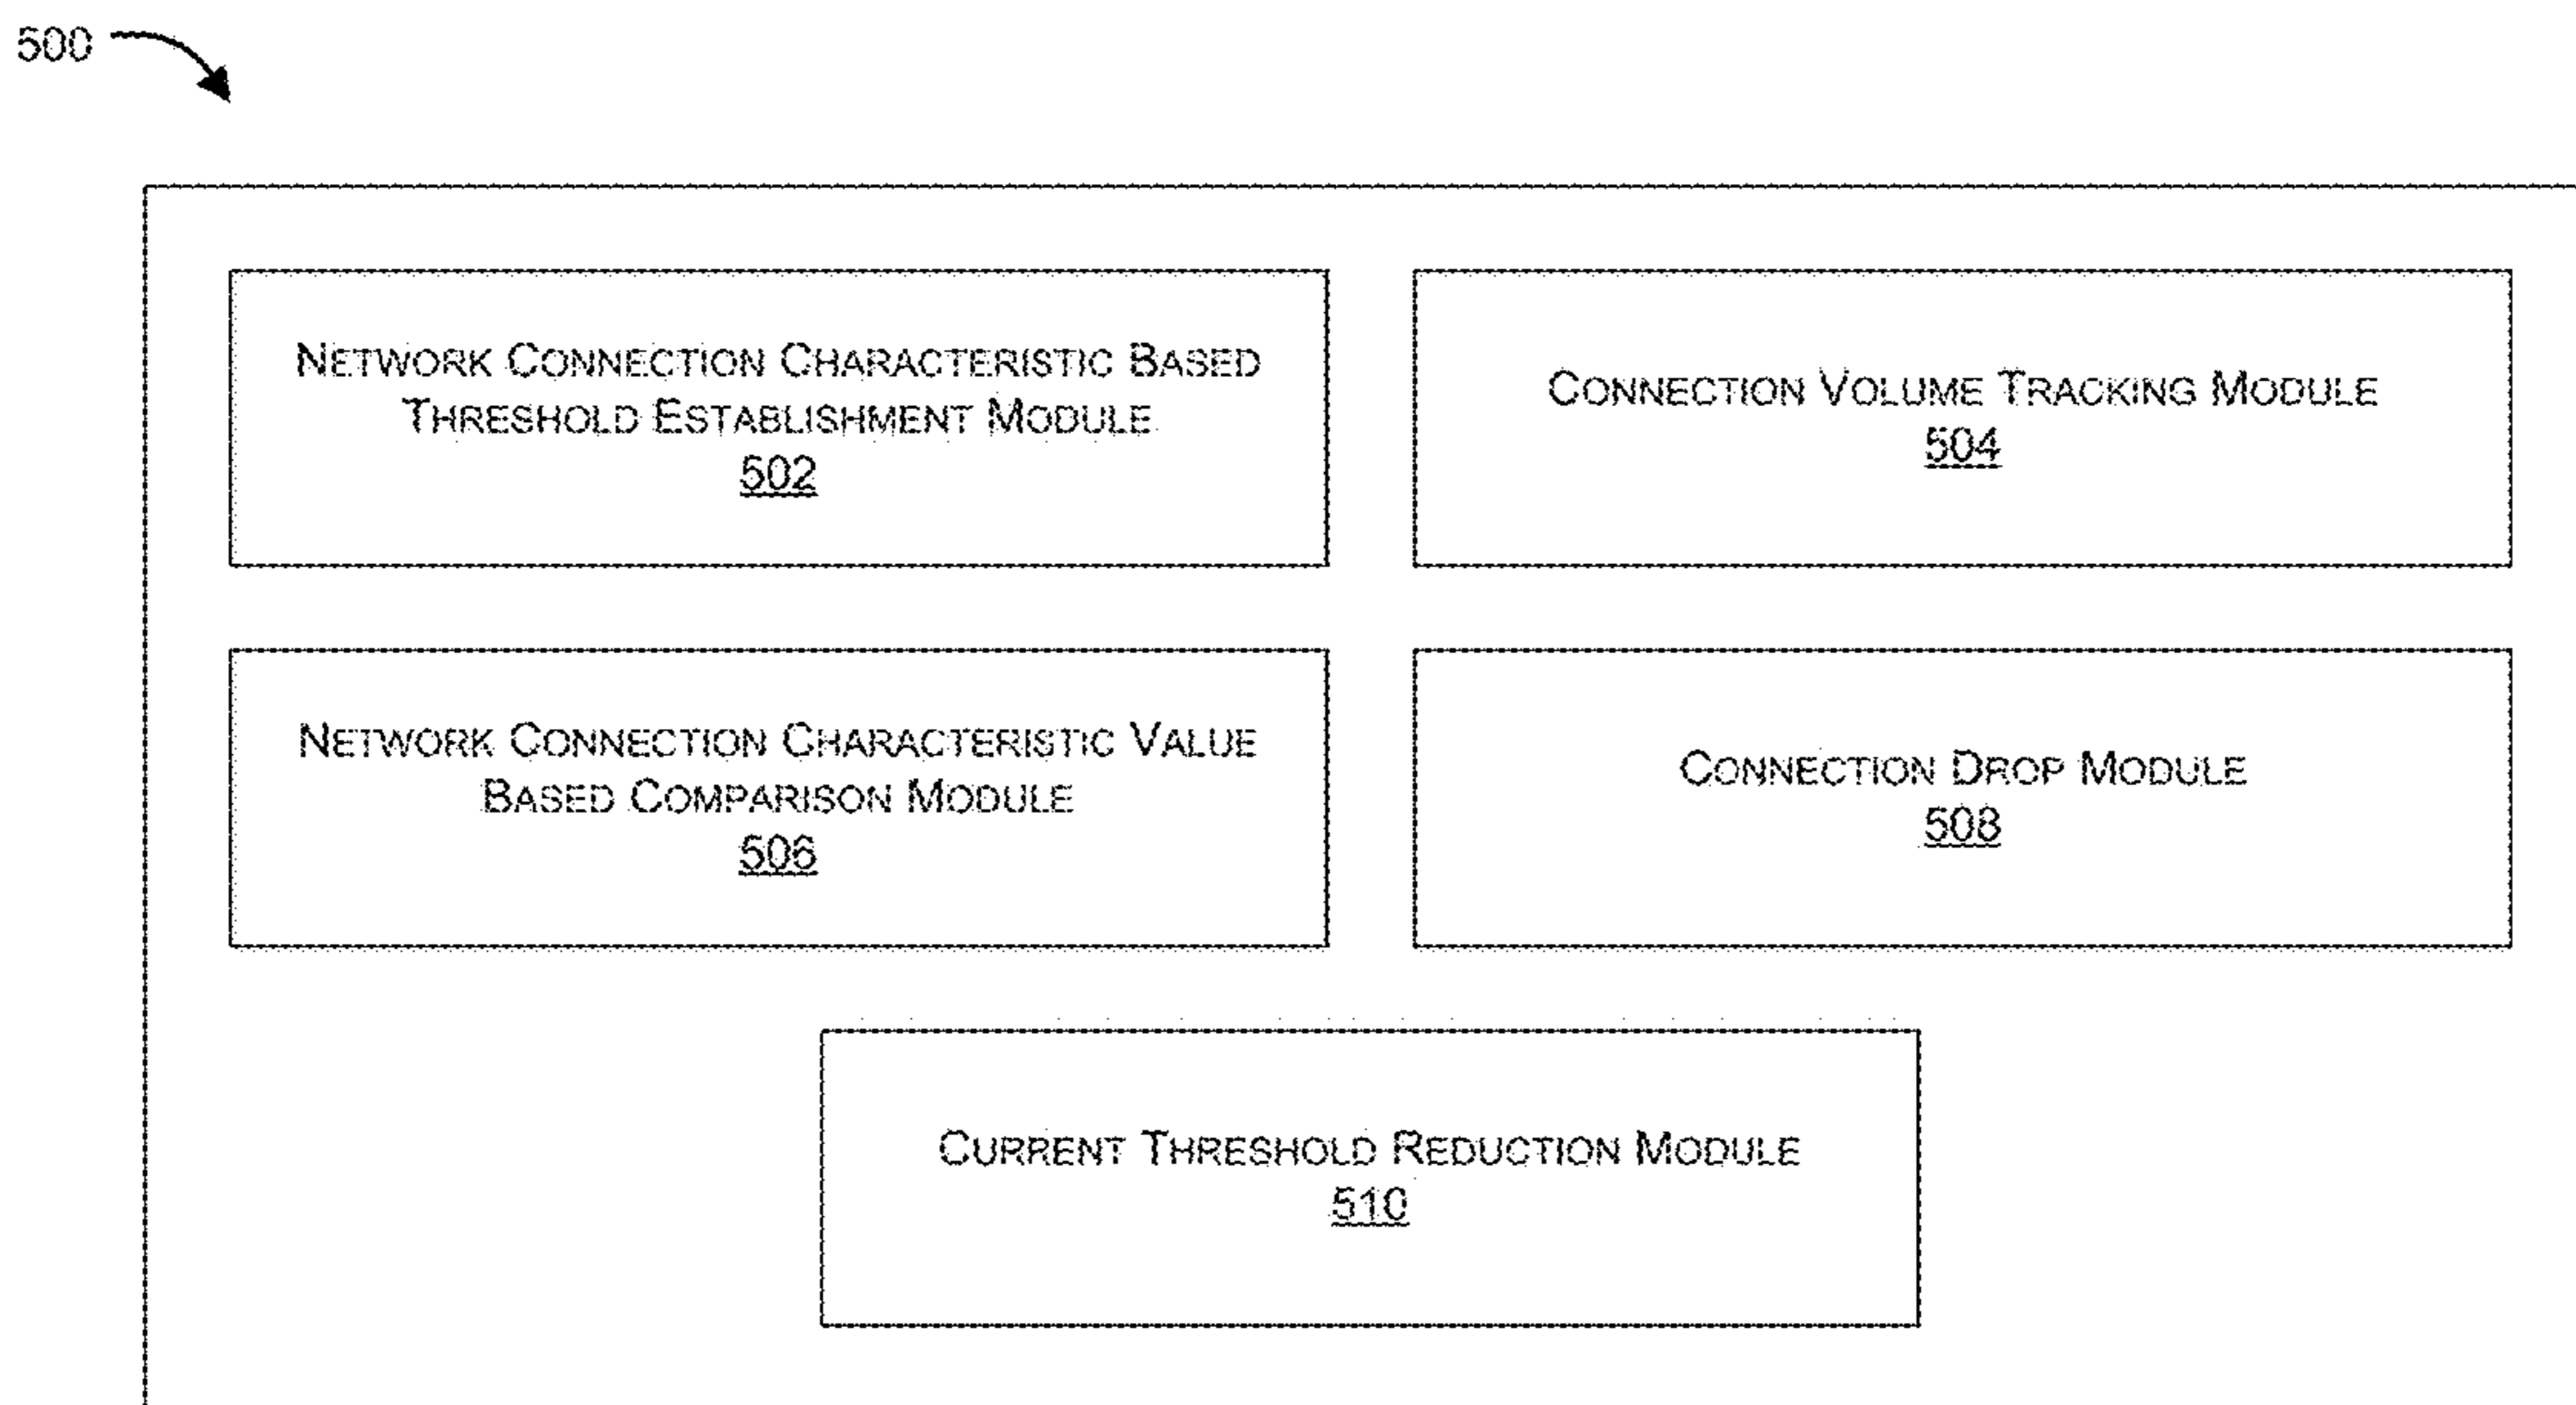 500
NETWORK CONNECTION CHARACTERISTIC BASED
THRESHOLD ESTABLISHMENT MODULE
502
CONNECTION VOLUME TRACKING MODULE
504
NETWORK CONNECTION CHARACTERISTIC VALUE
BASED COMPARISON MODULE
506
CONNECTION DROP MODULE
508
CURRENT THRESHOLD REDUCTION MODULE
510